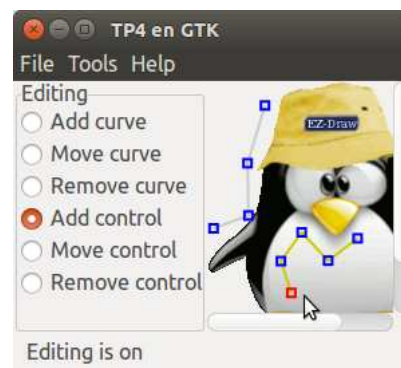 TP4 en GTK
File Tools Help
Editing
Add curve
Move curve
Remove curve
Add control
Move control
Remove control
EZ-Draw
Editing is on